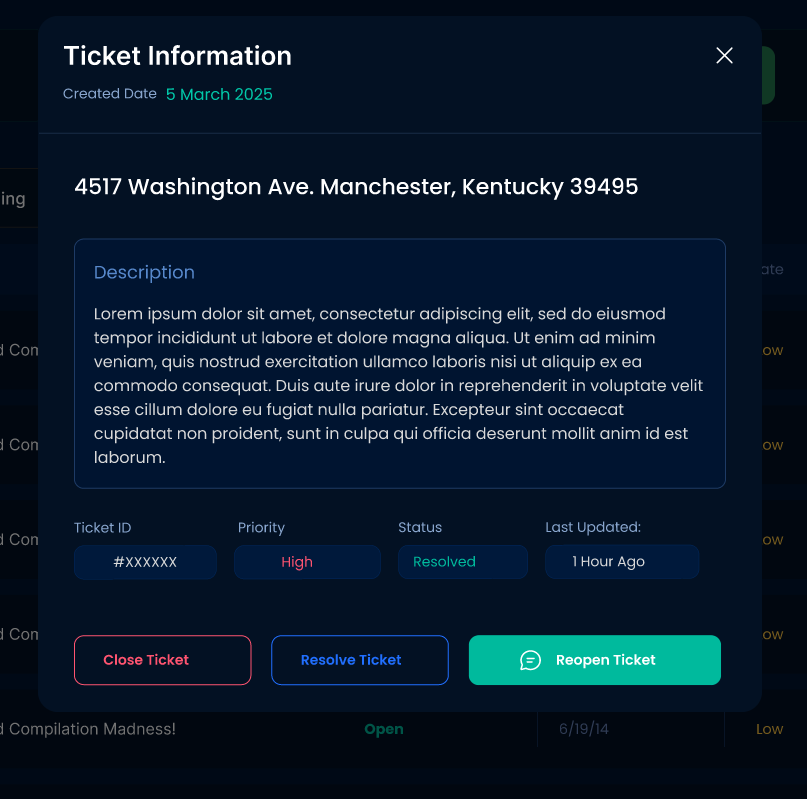 Ticket Information
Created Date 5 March 2025
ing
4517 Washington Ave. Manchester, Kentucky 39495
Description
ate
Lorem ipsum dolor sit amet, consectetur adipiscing elit, sed do eiusmod
tempor incididunt ut labore et dolore magna aliqua. Ut enim ad minim
veniam, quis nostrud exercitation ullamco laboris nisi ut aliquip ex ea
commodo consequat. Duis aute irure dolor in reprehenderit in voluptate velit
esse cillum dolore eu fugiat nulla pariatur. Excepteur sint occaecat
cupidatat non proident, sunt in culpa qui officia deserunt mollit anim id est
laborum.
d Com ow
d Com ow
d Com ow
d Com ow
Ticket ID Priority Status Last Updated:
#XXXXXX High Resolved 1 Hour Ago
Close Ticket Resolve Ticket Reopen Ticket
d Compilation Madness! Open 6/19/14 Low